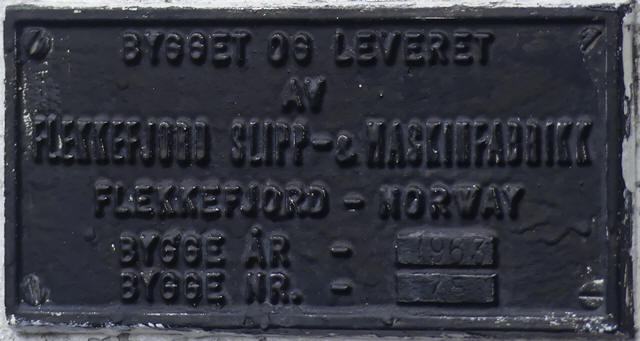 BYGGET OG LEVERET
AV
FLEKKEFJORD SLIPP-& MASKINFABRIKK
FLEKKEFJORD - NORWAY
BYGGE ÅR - 1967
BYGGE NR. - 75